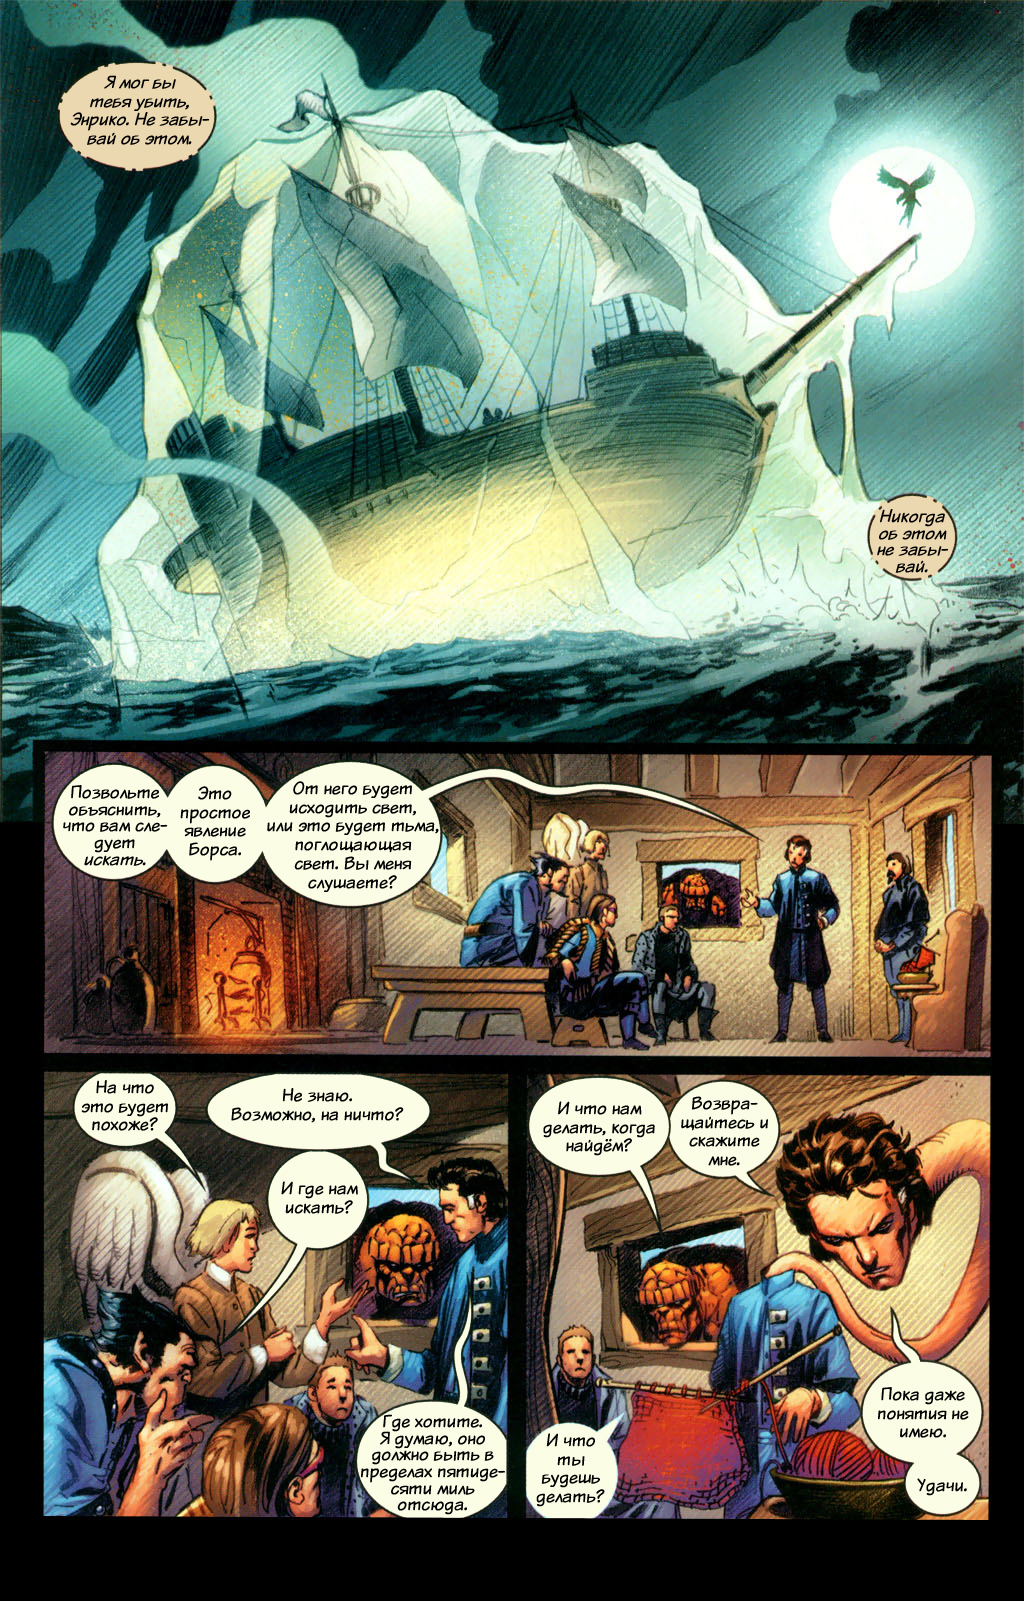 Я мог бы
тебя убить,
Энрико. Не забы-
вай об этом.
Никогда
об этом
не забы-
вай.
Позвольте
объяснить,
что вам сле-
дует
искать.
Это
простое
явление
Борса.
От него будет
исходить свет,
или это будет тьма,
поглощающая
свет. Вы меня
слушаете?
На что
это будет
похоже?
Не знаю.
Возможно, на ничто?
И где нам
искать?
Где хотите.
Я думаю, оно
должно быть в
пределах пятиде-
сяти миль
отсюда.
И что нам
делать, когда
найдём?
Возвра-
щайтесь и
скажите
мне.
И что
ты
будешь
делать?
Пока даже
понятия не
имею.
Удачи.